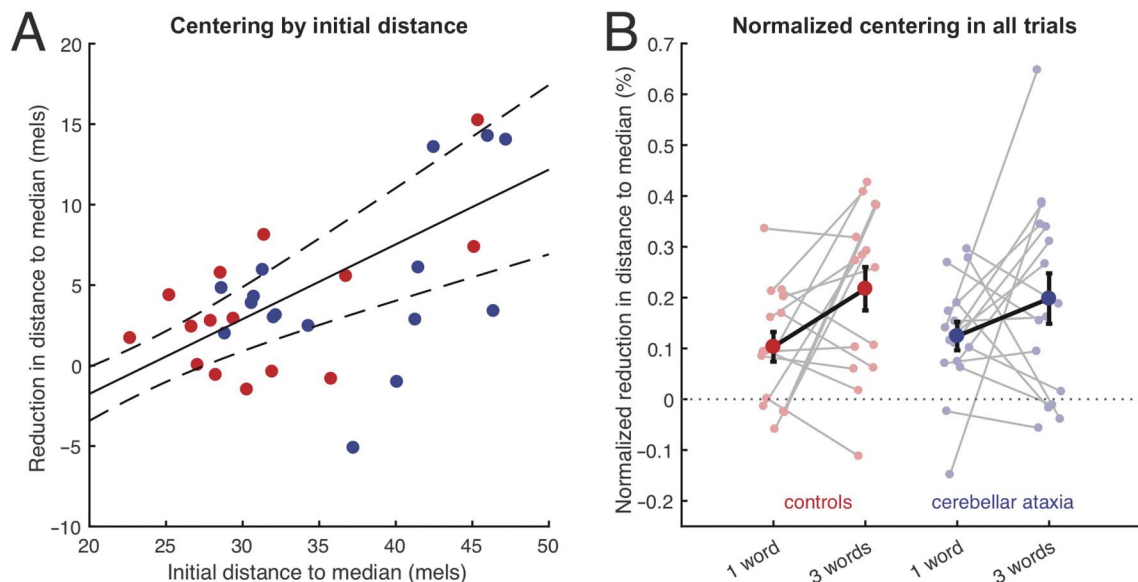 A
Centering by initial distance
Reduction in distance to median (mels)
20
15
10
5
0
−5
−10
20 25 30 35 40 45 50
Initial distance to median (mels)
B
Normalized centering in all trials
Normalized reduction in distance to median (%)
0.7
0.6
0.5
0.4
0.3
0.2
0.1
0
−0.1
−0.2
controls cerebellar ataxia
1 word 3 words 1 word 3 words